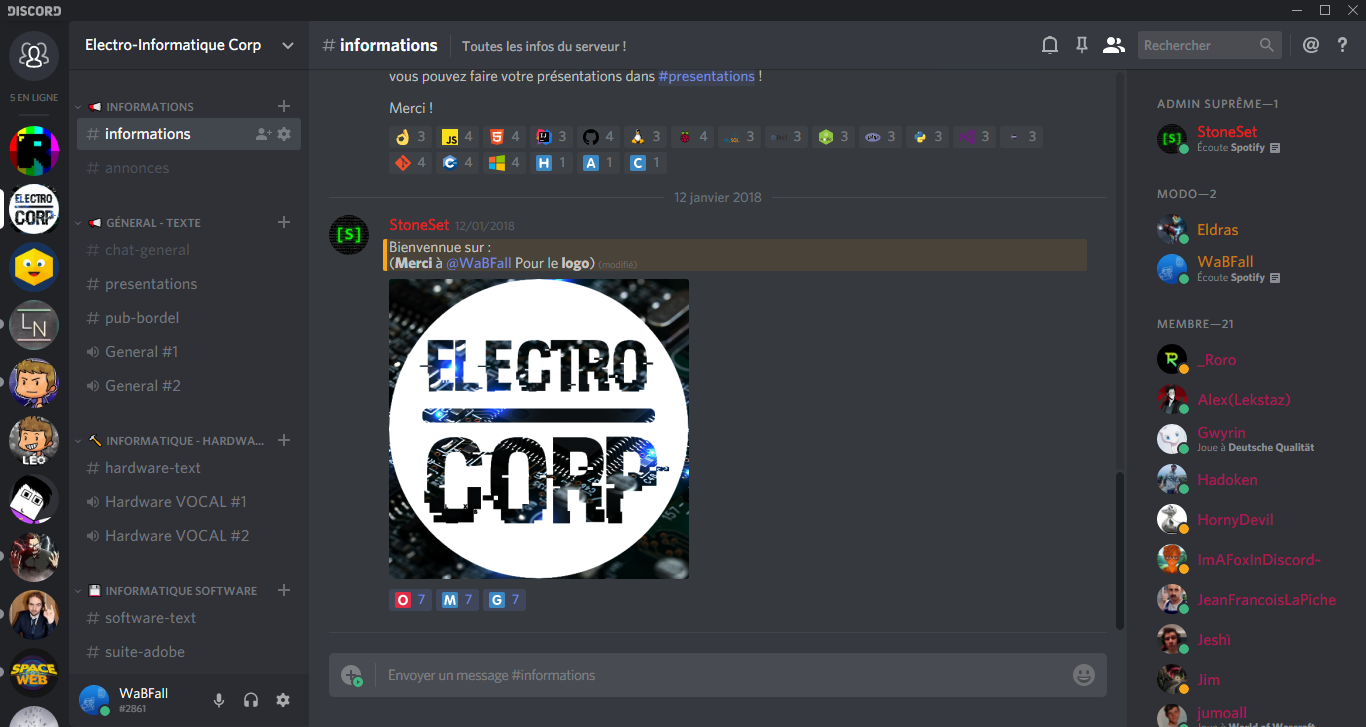 DISCORD
5 EN LIGNE
LN
LEO
SPACE
WEB
Electro-Informatique Corp
INFORMATIONS
# informations
# annonces
GÉNERAL - TEXTE
# chat-general
# presentations
# pub-bordel
General #1
General #2
INFORMATIQUE - HARDWA...
# hardware-text
Hardware VOCAL #1
Hardware VOCAL #2
INFORMATIQUE SOFTWARE
# software-text
# suite-adobe
WaBFall
#2861
# informations Toutes les infos du serveur !
Rechercher
vous pouvez faire votre présentations dans #presentations !
Merci !
3 JS 4 4 3 4 3 4 3 3 3 3 3 3 3
4 4 4 H 1 A 1 C 1
12 janvier 2018
[S]
StoneSet 12/01/2018
Bienvennue sur :
(Merci à @WaBFall Pour le logo) (modifié)
ELECTRO
CORP
O 7 M 7 G 7
Envoyer un message #informations
ADMIN SUPRÊME—1
StoneSet
Écoute Spotify
MODO—2
Eldras
WaBFall
Écoute Spotify
MEMBRE—21
_Roro
Alex(Lekstaz)
Gwyrin
Joue à Deutsche Qualität
Hadoken
HornyDevil
ImAFoxInDiscord-
JeanFrancoisLaPiche
Jeshï
Jim
jumoall
Joue à World of Warcraft